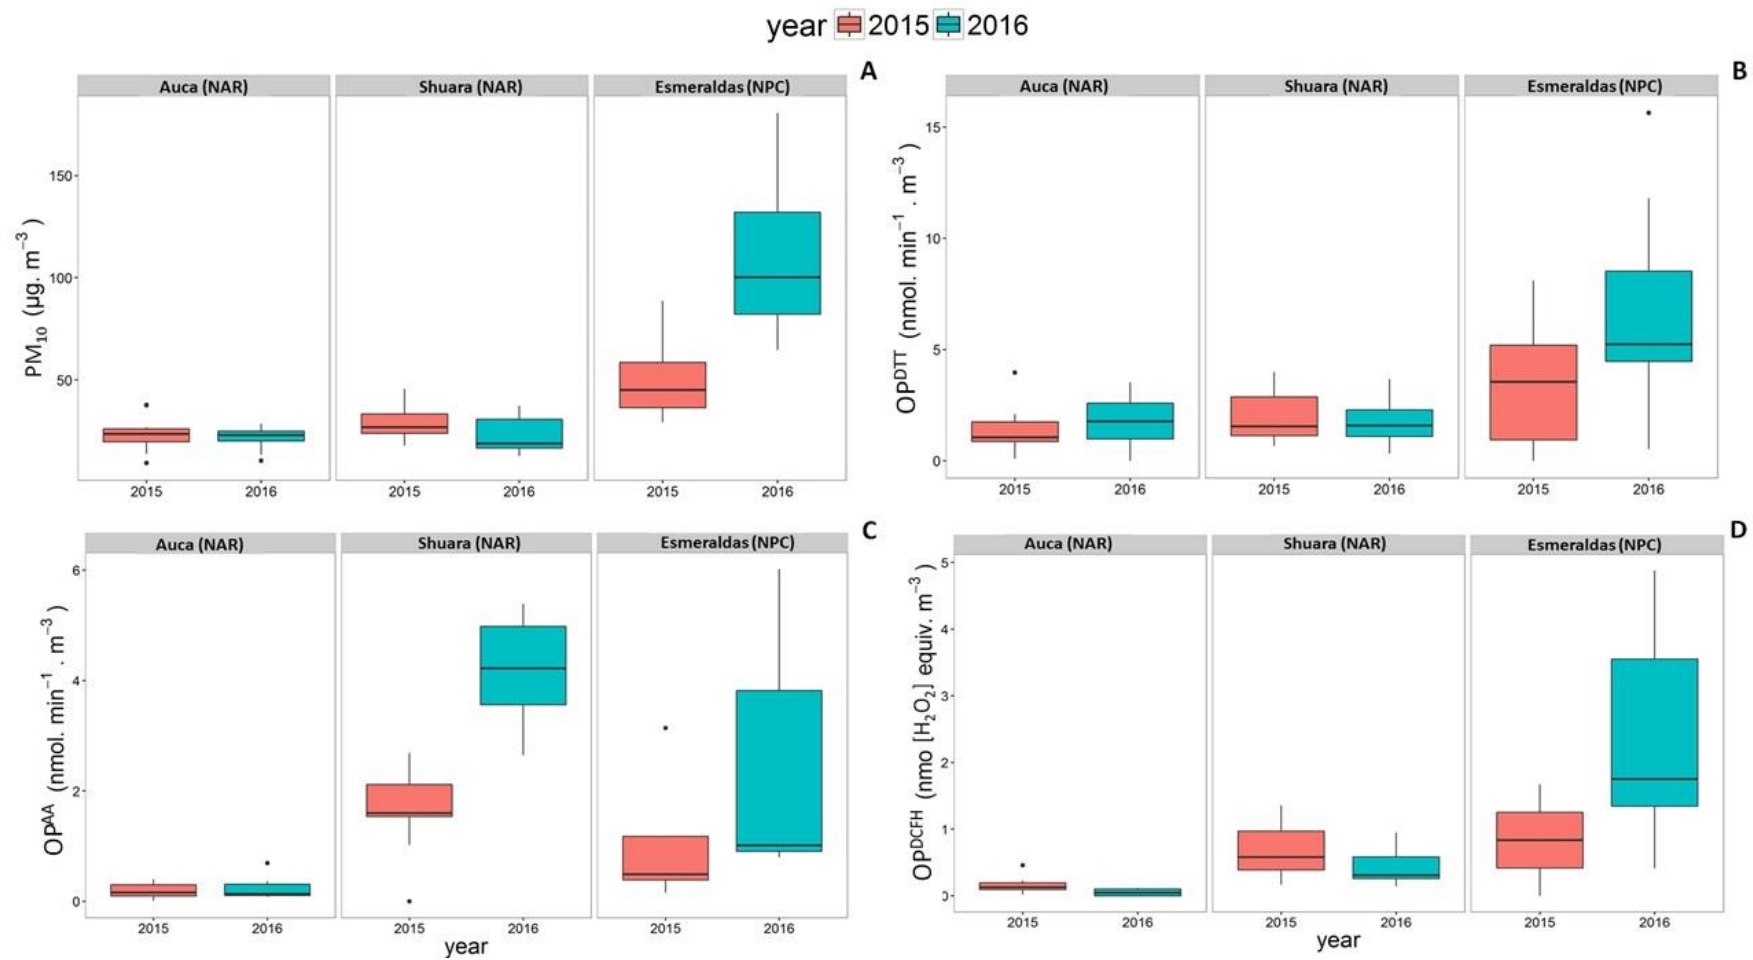 year 2015 2016
A
Auca (NAR) Shuara (NAR) Esmeraldas (NPC)
PM10 (µg. m−3)
150
100
50
2015 2016 2015 2016 2015 2016
B
Auca (NAR) Shuara (NAR) Esmeraldas (NPC)
OPDTT (nmol. min−1 . m−3)
15
10
5
0
2015 2016 2015 2016 2015 2016
C
Auca (NAR) Shuara (NAR) Esmeraldas (NPC)
OPAA (nmol. min−1 . m−3)
6
4
2
0
2015 2016 2015 2016 2015 2016
year
D
Auca (NAR) Shuara (NAR) Esmeraldas (NPC)
OPDCFH (nmo [H2O2] equiv. m−3)
5
4
3
2
1
0
2015 2016 2015 2016 2015 2016
year